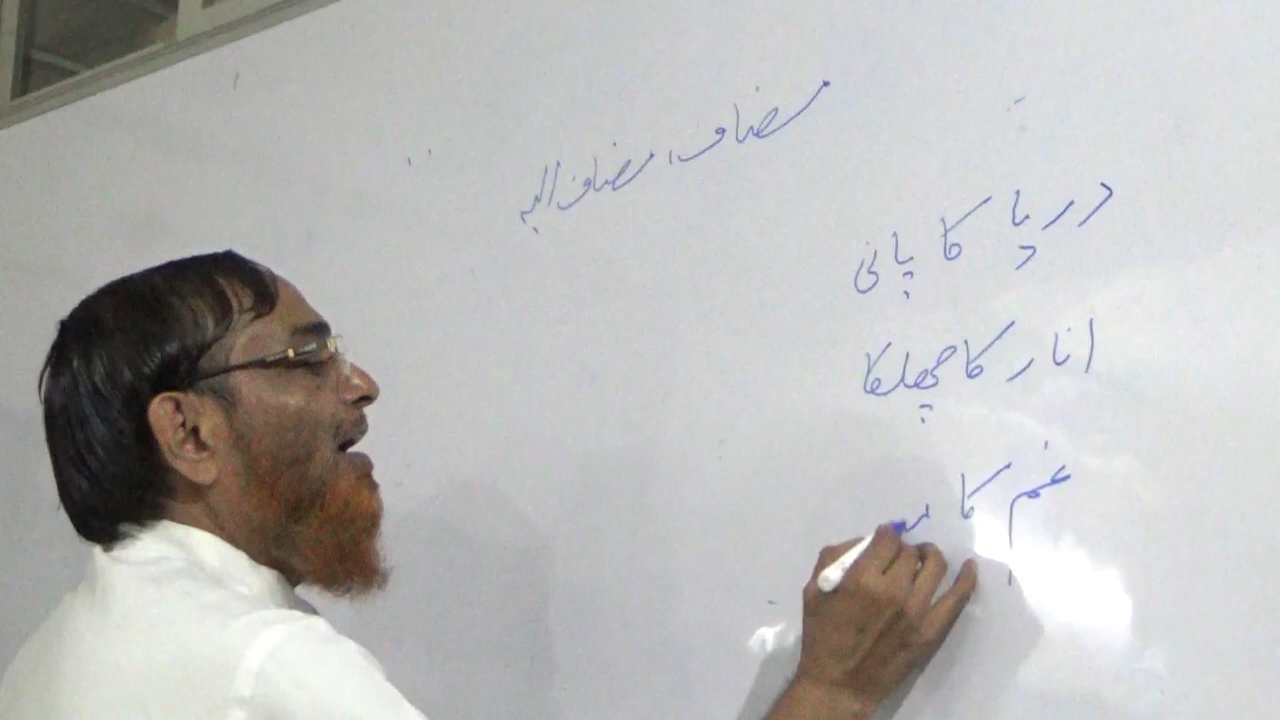 مضاف، مضاف الیہ
دریا کا پانی
انار کا چھلکا
غم کا